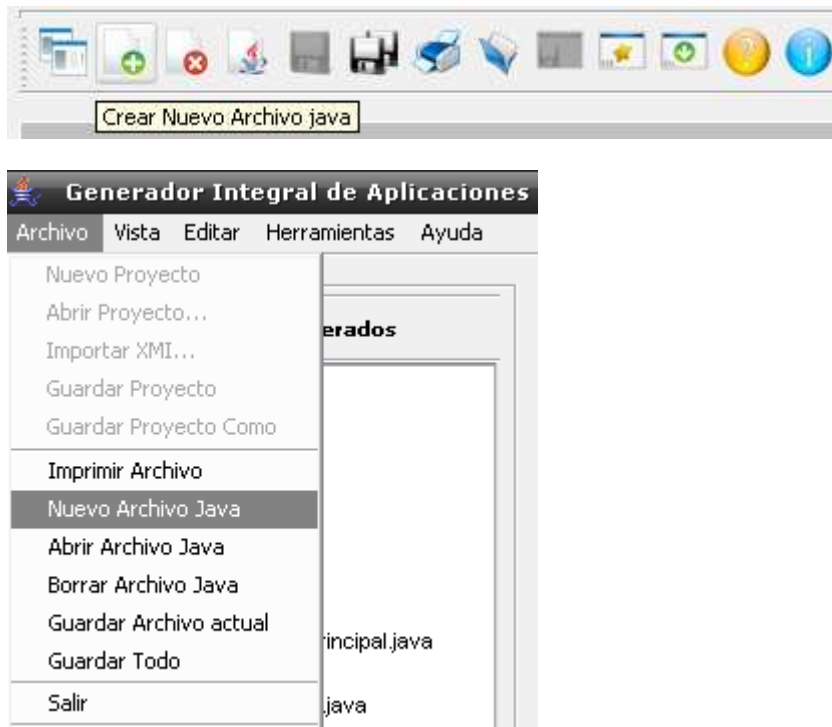 Crear Nuevo Archivo java
Generador Integral de Aplicaciones
Archivo Vista Editar Herramientas Ayuda
Nuevo Proyecto
Abrir Proyecto...
erados
Importar XMI...
Guardar Proyecto
Guardar Proyecto Como
Imprimir Archivo
Nuevo Archivo Java
Abrir Archivo Java
Borrar Archivo Java
Guardar Archivo actual
rincipal.java
Guardar Todo
Salir
.java